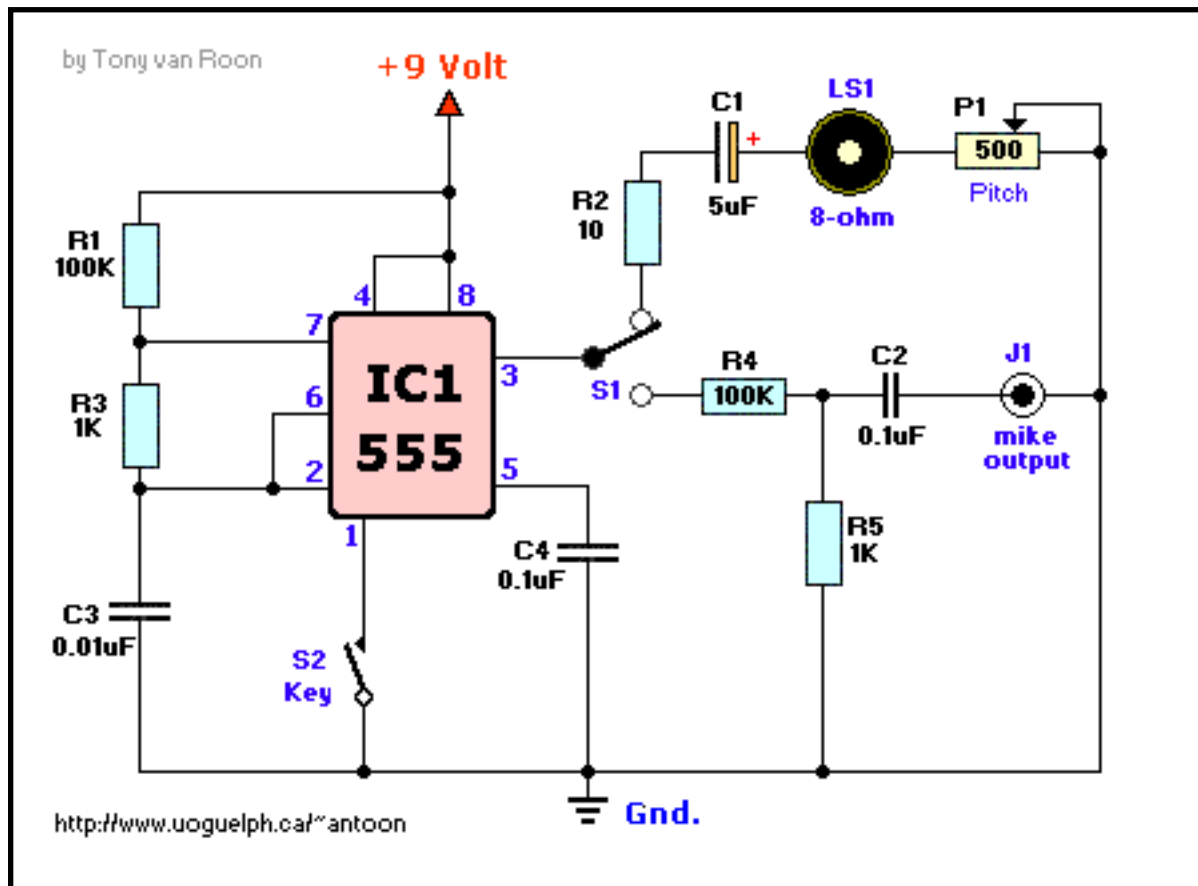 by Tony van Roon
+9 Volt
LS1
C1
P1
+
500
R2
10
5uF
Pitch
8-ohm
R1
100K
4
8
7
3
C2
J1
R4
S1
100K
IC1
555
R3
1K
6
0.1uF
mike
output
2
5
1
C4
0.1uF
R5
1K
C3
0.01uF
S2
Key
Gnd.
http://www.uoguelph.ca/~antoon